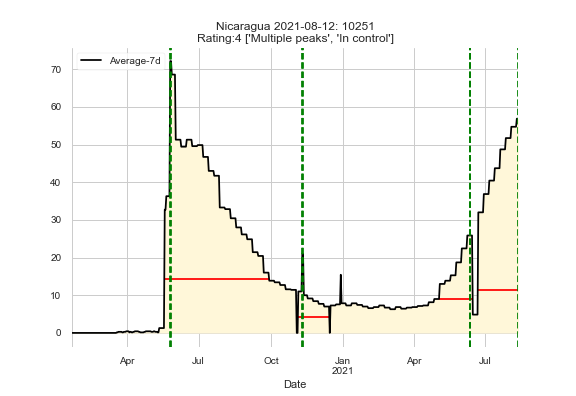 Nicaragua 2021-08-12: 10251
Rating:4 ['Multiple peaks', 'In control']
Average-7d
70
60
50
40
30
20
10
0
Apr Jul Oct Jan Apr Jul
2021
Date